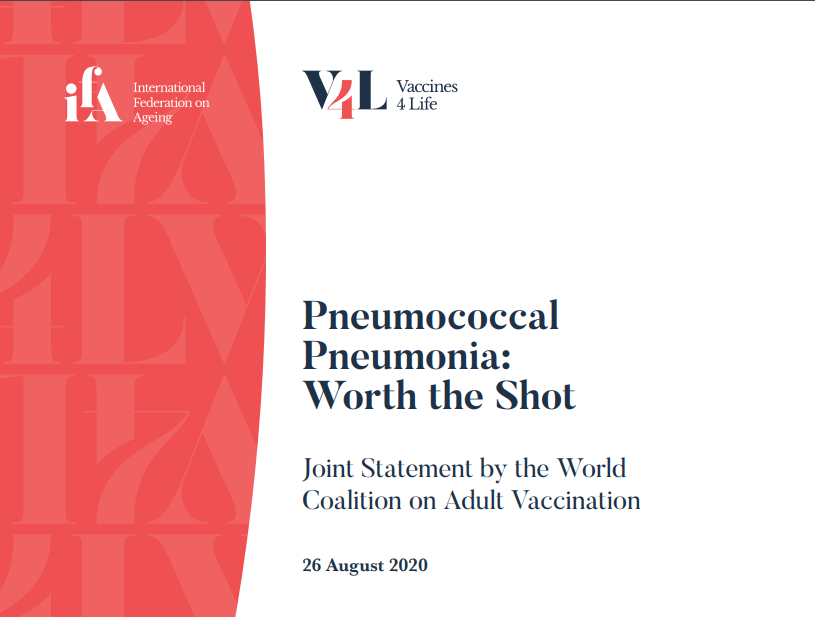 ifA
International
Federation on
Ageing
V4L
Vaccines
4 Life
Pneumococcal
Pneumonia:
Worth the Shot
Joint Statement by the World
Coalition on Adult Vaccination
26 August 2020